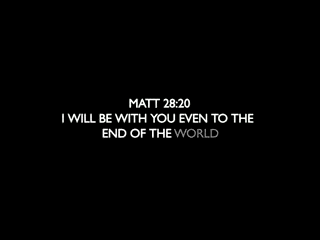 MATT 28:20
I WILL BE WITH YOU EVEN TO THE
END OF THE WORLD